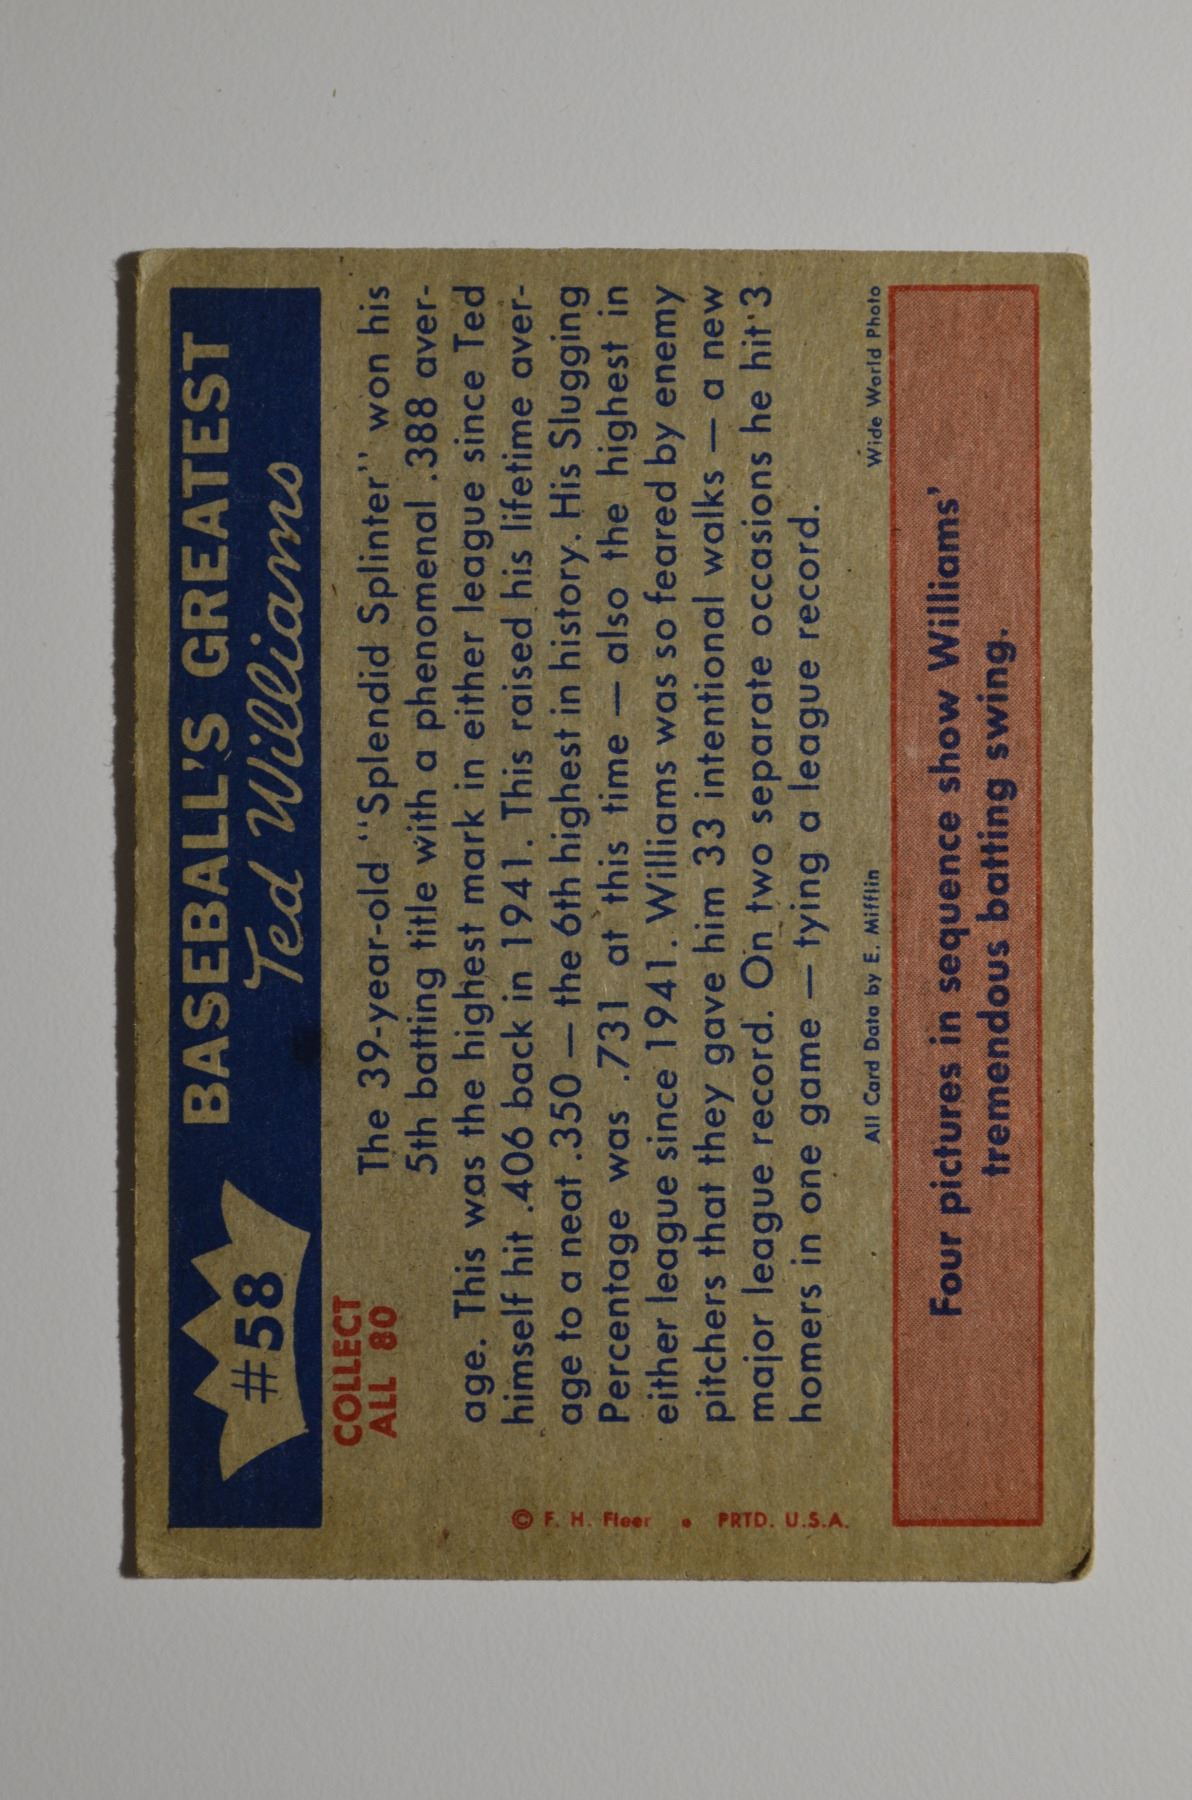 #58
BASEBALL'S GREATEST
Ted Williams
COLLECT
ALL 80
The 39-year-old "Splendid Splinter" won his
5th batting title with a phenomenal .388 aver-
age. This was the highest mark in either league since Ted
himself hit .406 back in 1941. This raised his lifetime aver-
age to a neat .350 — the 6th highest in history. His Slugging
Percentage was .731 at this time — also the highest in
either league since 1941. Williams was so feared by enemy
pitchers that they gave him 33 intentional walks — a new
major league record. On two separate occasions he hit 3
homers in one game — tying a league record.
© F. H. Fleer • PRTD. U.S.A.
All Card Data by E. Mifflin
Wide World Photo
Four pictures in sequence show Williams'
tremendous batting swing.